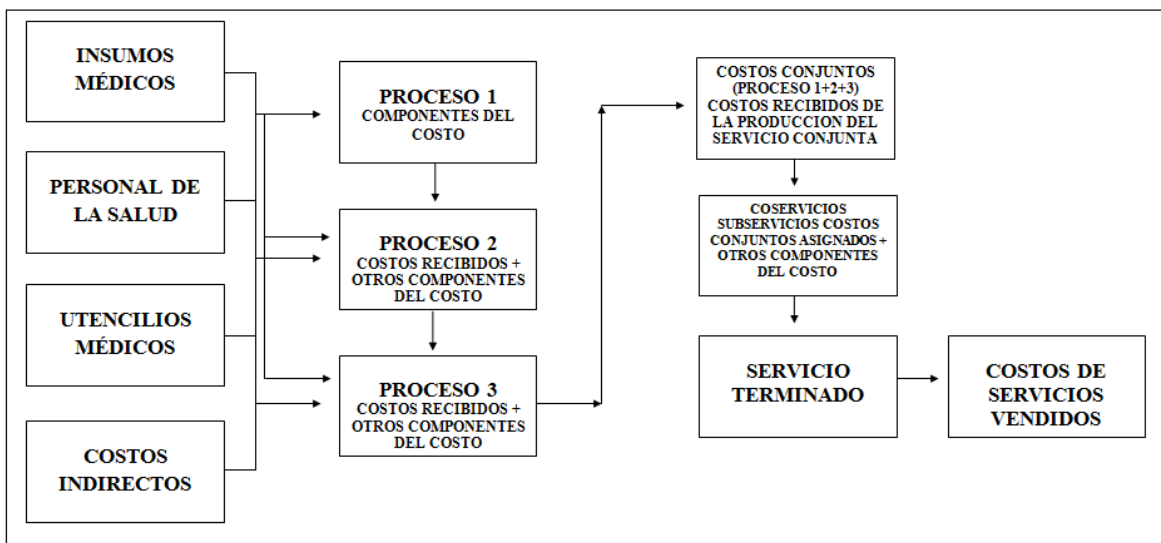 INSUMOS
MÉDICOS
PERSONAL DE
LA SALUD
UTENCILIOS
MÉDICOS
COSTOS
INDIRECTOS
PROCESO 1
COMPONENTES DEL
COSTO
PROCESO 2
COSTOS RECIBIDOS +
OTROS COMPONENTES
DEL COSTO
PROCESO 3
COSTOS RECIBIDOS +
OTROS COMPONENTES
DEL COSTO
COSTOS CONJUNTOS
(PROCESO 1+2+3)
COSTOS RECIBIDOS DE
LA PRODUCCION DEL
SERVICIO CONJUNTA
COSERVICIOS
SUBSERVICIOS COSTOS
CONJUNTOS ASIGNADOS +
OTROS COMPONENTES
DEL COSTO
SERVICIO
TERMINADO
COSTOS DE
SERVICIOS
VENDIDOS